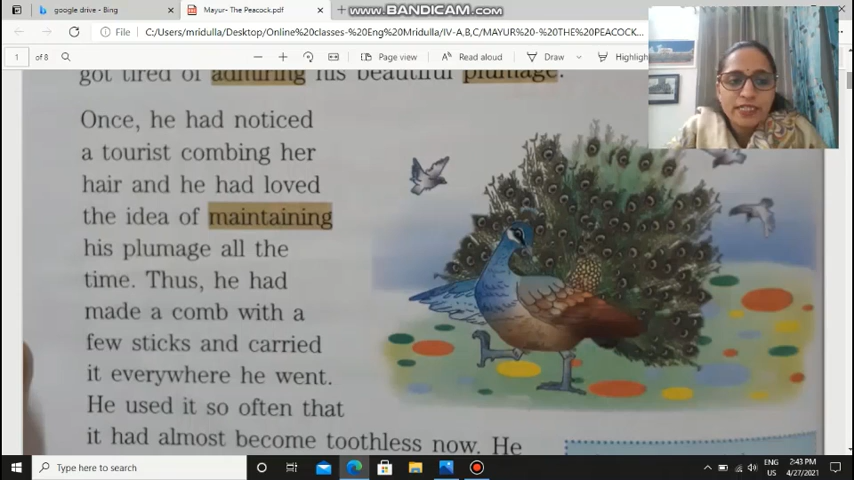 google drive - Bing
Mayur- The Peacock.pdf
WWW.BANDICAM.COM
File
C:/Users/mridulla/Desktop/Online%20classes-%20Eng%20Mridulla/IV-A,B,C/MAYUR%20-%20THE%20PEACOCK...
1 of 8
Page view
Read aloud
Draw
Highligh
got tired of admiring his beautiful plumage.
Once, he had noticed
a tourist combing her
hair and he had loved
the idea of maintaining
his plumage all the
time. Thus, he had
made a comb with a
few sticks and carried
it everywhere he went.
He used it so often that
it had almost become toothless now. He
Type here to search
ENG
US
2:43 PM
4/27/2021